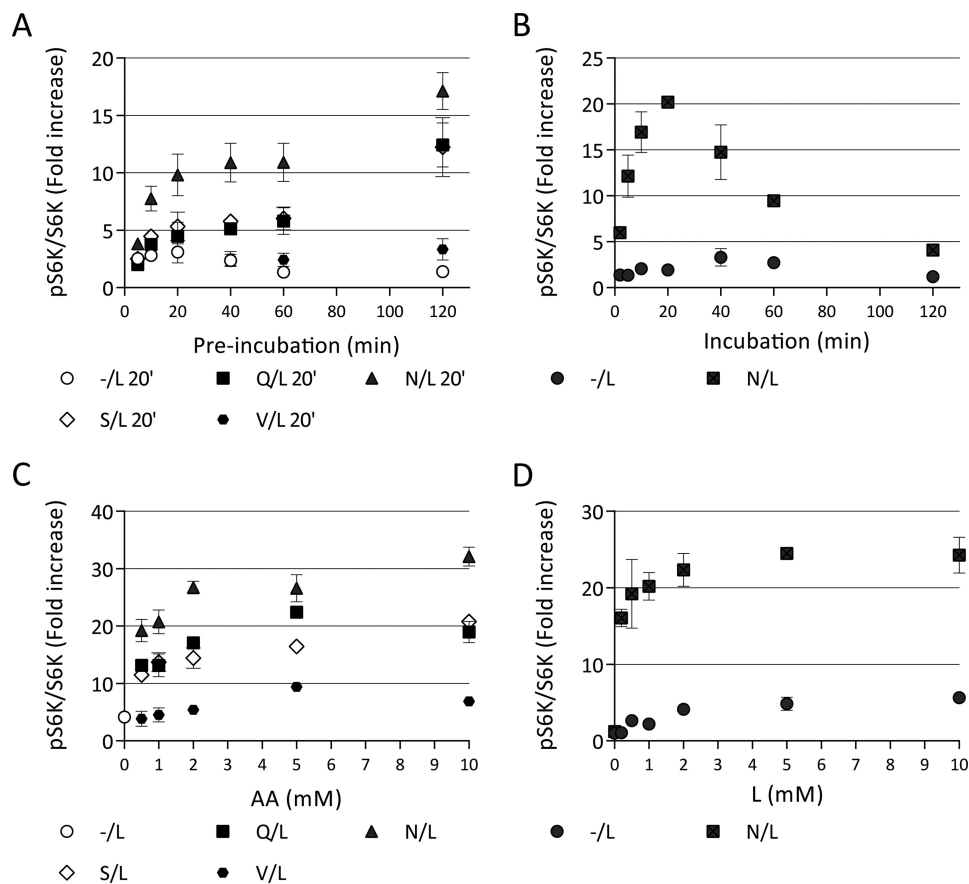 A
pS6K/S6K (Fold increase)
20
15
10
5
0
0 20 40 60 80 100 120
Pre-incubation (min)
-/L 20' Q/L 20' N/L 20'
S/L 20' V/L 20'
B
pS6K/S6K (Fold increase)
25
20
15
10
5
0
0 20 40 60 80 100 120
Incubation (min)
-/L N/L
C
pS6K/S6K (Fold increase)
40
30
20
10
0
0 1 2 3 4 5 6 7 8 9 10
AA (mM)
-/L Q/L N/L
S/L V/L
D
pS6K/S6K (Fold increase)
30
20
10
0
0 1 2 3 4 5 6 7 8 9 10
L (mM)
-/L N/L